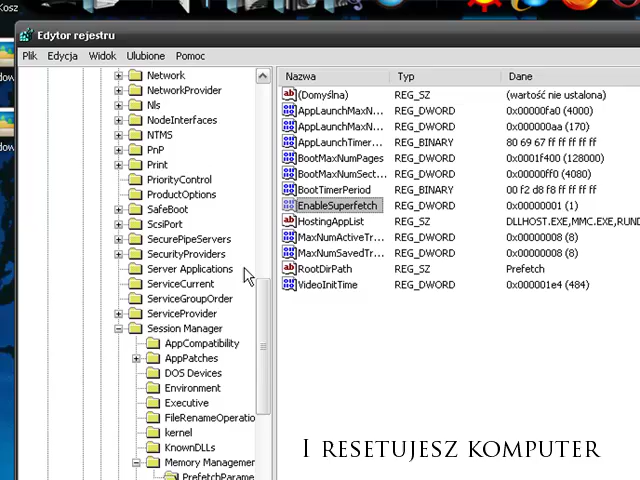 Kosz
Edytor rejestru
Plik Edycja Widok Ulubione Pomoc
Network
NetworkProvider
Nls
NodeInterfaces
NTMS
PnP
Print
PriorityControl
ProductOptions
SafeBoot
ScsiPort
SecurePipeServers
SecurityProviders
Server Applications
ServiceCurrent
ServiceGroupOrder
ServiceProvider
Session Manager
AppCompatibility
AppPatches
DOS Devices
Environment
Executive
FileRenameOperatio
kernel
KnownDLLs
Memory Managemer
PrefetchParame
Nazwa Typ Dane
(Domyślna) REG_SZ (wartość nie ustalona)
AppLaunchMaxN... REG_DWORD 0x00000fa0 (4000)
AppLaunchMaxN... REG_DWORD 0x000000aa (170)
AppLaunchTimer... REG_BINARY 80 69 67 ff ff ff ff ff
BootMaxNumPages REG_DWORD 0x0001f400 (128000)
BootMaxNumSect... REG_DWORD 0x00000ff0 (4080)
BootTimerPeriod REG_BINARY 00 f2 d8 f8 ff ff ff ff
EnableSuperfetch REG_DWORD 0x00000001 (1)
HostingAppList REG_SZ DLLHOST.EXE,MMC.EXE,RUND
MaxNumActiveTr... REG_DWORD 0x00000008 (8)
MaxNumSavedTr... REG_DWORD 0x00000008 (8)
RootDirPath REG_SZ Prefetch
VideoInitTime REG_DWORD 0x000001e4 (484)
I RESETUJESZ KOMPUTER